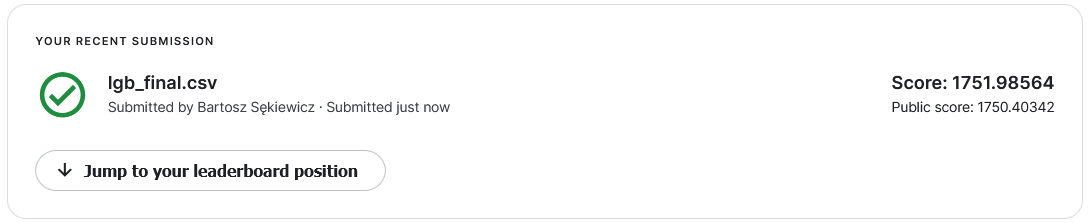 YOUR RECENT SUBMISSION
lgb_final.csv
Score: 1751.98564
Submitted by Bartosz Sękiewicz · Submitted just now
Public score: 1750.40342
Jump to your leaderboard position